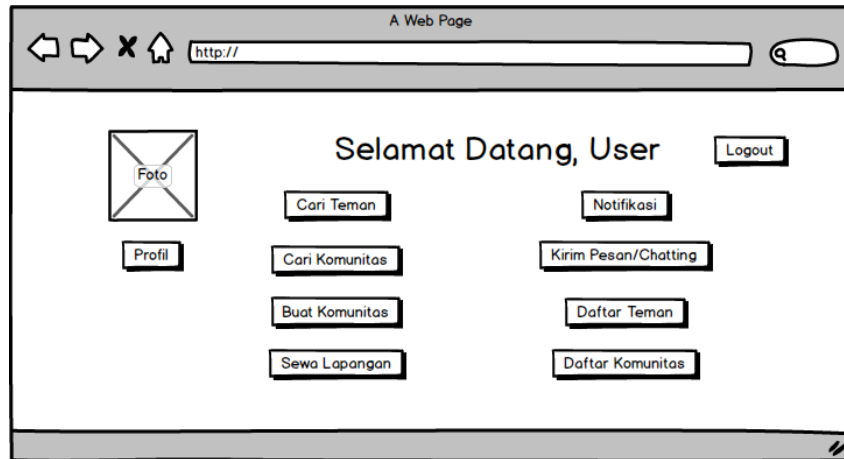 A Web Page
http://
Selamat Datang, User
Logout
Foto
Cari Teman
Notifikasi
Profil
Cari Komunitas
Kirim Pesan/Chatting
Buat Komunitas
Daftar Teman
Sewa Lapangan
Daftar Komunitas